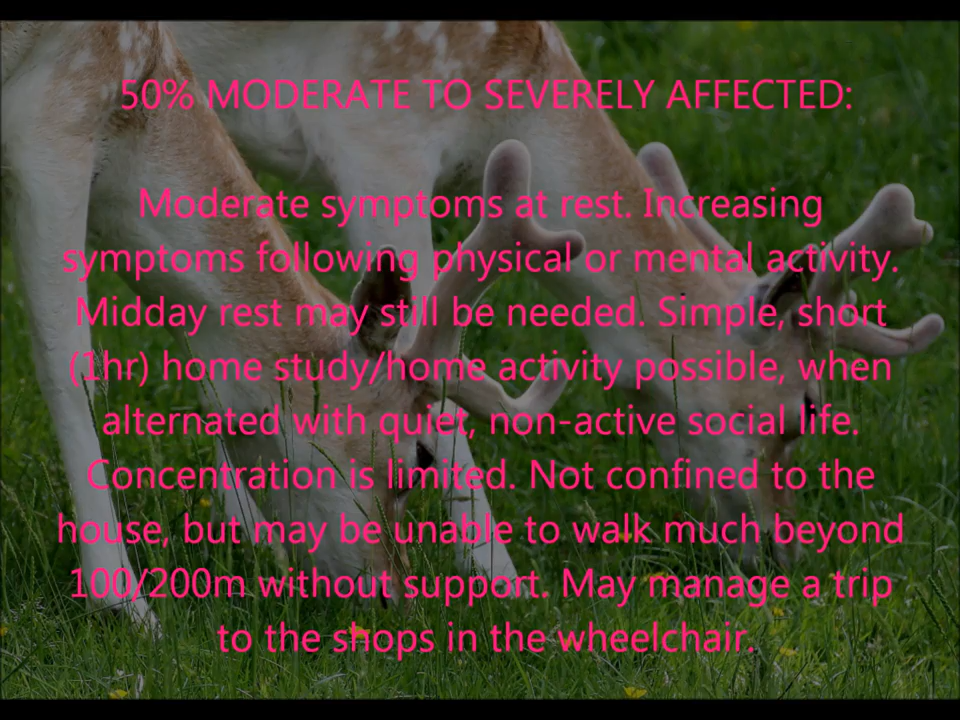 50% MODERATE TO SEVERELY AFFECTED:
Moderate symptoms at rest. Increasing
symptoms following physical or mental activity.
Midday rest may still be needed. Simple, short
(1hr) home study/home activity possible, when
alternated with quiet, non-active social life.
Concentration is limited. Not confined to the
house, but may be unable to walk much beyond
100/200m without support. May manage a trip
to the shops in the wheelchair.